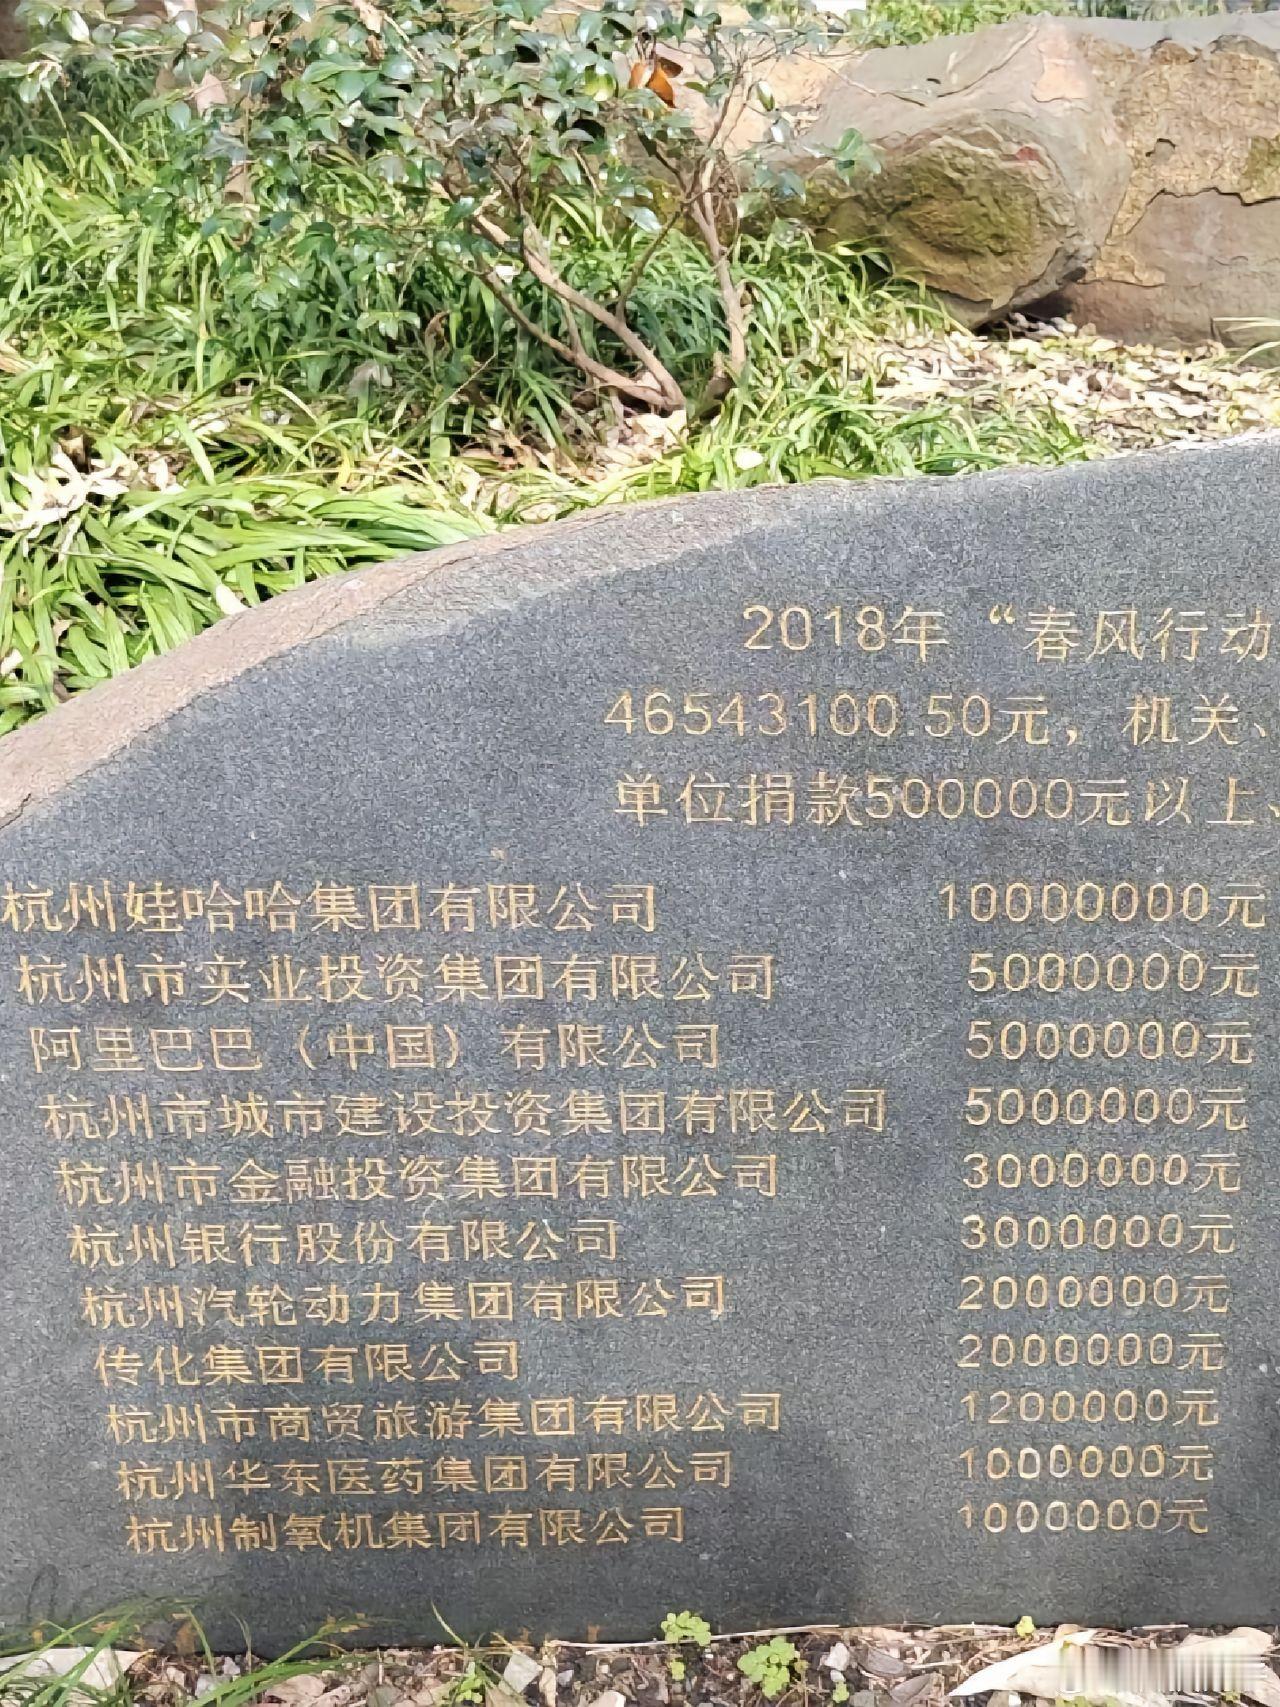 2018年“春风行动
46543100.50元，机关、
单位捐款500000元以上、
杭州娃哈哈集团有限公司 10000000元
杭州市实业投资集团有限公司 5000000元
阿里巴巴（中国）有限公司 5000000元
杭州市城市建设投资集团有限公司 5000000元
杭州市金融投资集团有限公司 3000000元
杭州银行股份有限公司 3000000元
杭州汽轮动力集团有限公司 2000000元
传化集团有限公司 2000000元
杭州市商贸旅游集团有限公司 1200000元
杭州华东医药集团有限公司 1000000元
杭州制氧机集团有限公司 1000000元